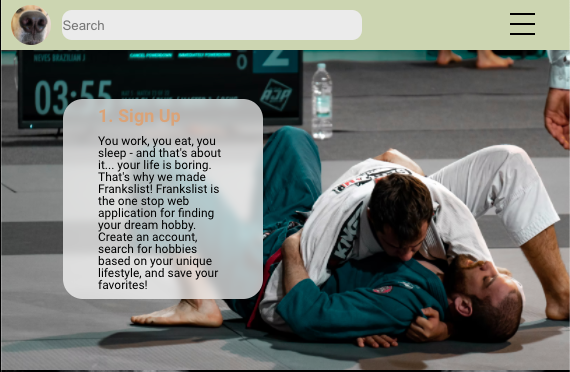 Search
NEVES BRAZILIAN J
2
0
03:55
AJP
1. Sign Up
You work, you eat, you
sleep - and that's about
it... your life is boring.
That's why we made
Frankslist! Frankslist is
the one stop web
application for finding
your dream hobby.
Create an account,
search for hobbies
based on your unique
lifestyle, and save your
favorites!